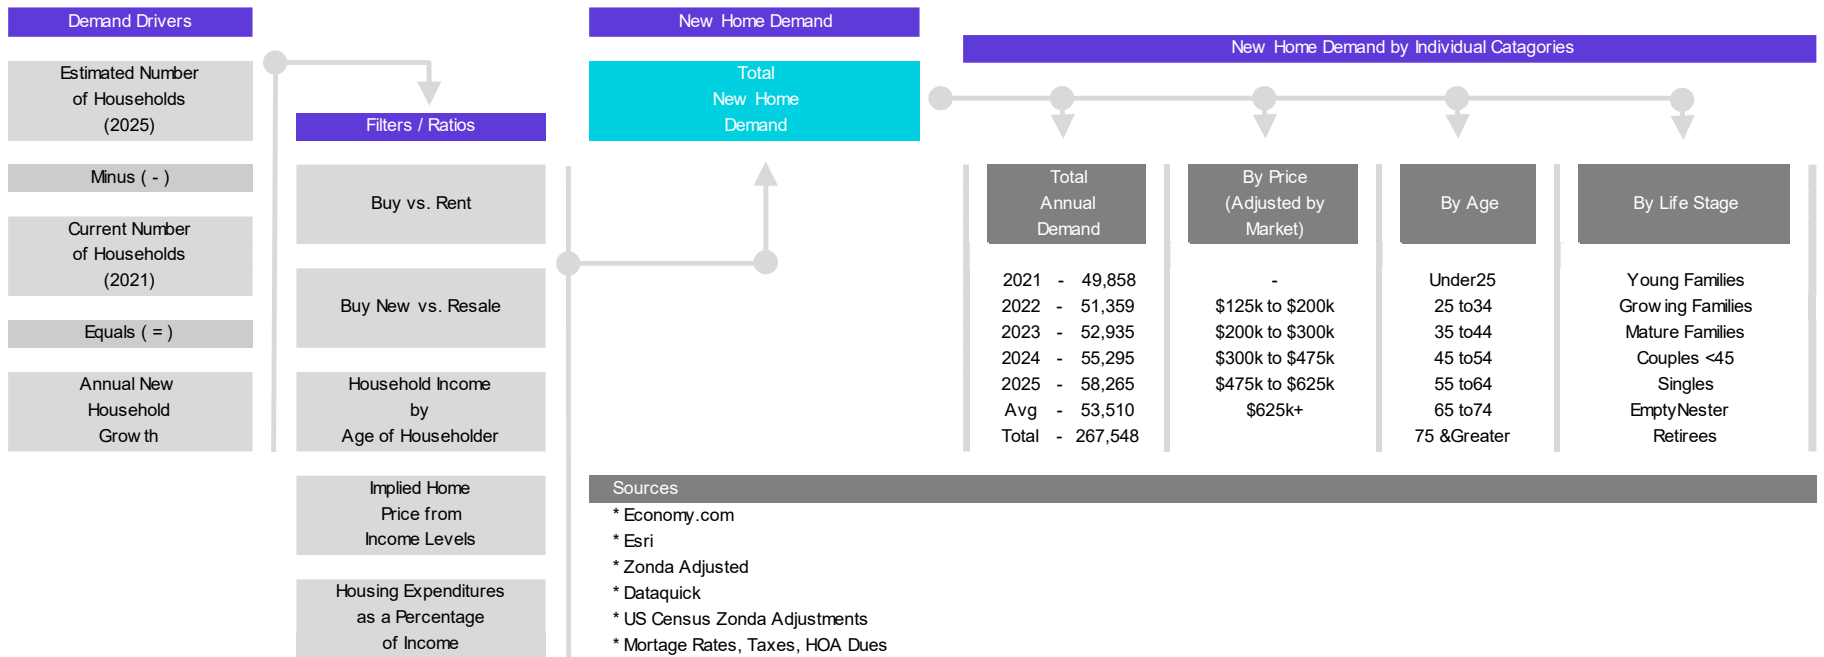 Demand Drivers
Estimated Number
of Households
(2025)
Minus ( - )
Current Number
of Households
(2021)
Equals ( = )
Annual New
Household
Growth
Filters / Ratios
Buy vs. Rent
Buy New vs. Resale
Household Income
by
Age of Householder
Implied Home
Price from
Income Levels
Housing Expenditures
as a Percentage
of Income
New Home Demand
Total
New Home
Demand
New Home Demand by Individual Catagories
Total
Annual
Demand
2021 - 49,858
2022 - 51,359
2023 - 52,935
2024 - 55,295
2025 - 58,265
Avg - 53,510
Total - 267,548
By Price
(Adjusted by
Market)
-
$125k to $200k
$200k to $300k
$300k to $475k
$475k to $625k
$625k+
By Age
Under25
25 to34
35 to44
45 to54
55 to64
65 to74
75 &Greater
By Life Stage
Young Families
Growing Families
Mature Families
Couples <45
Singles
EmptyNester
Retirees
Sources
* Economy.com
* Esri
* Zonda Adjusted
* Dataquick
* US Census Zonda Adjustments
* Mortage Rates, Taxes, HOA Dues